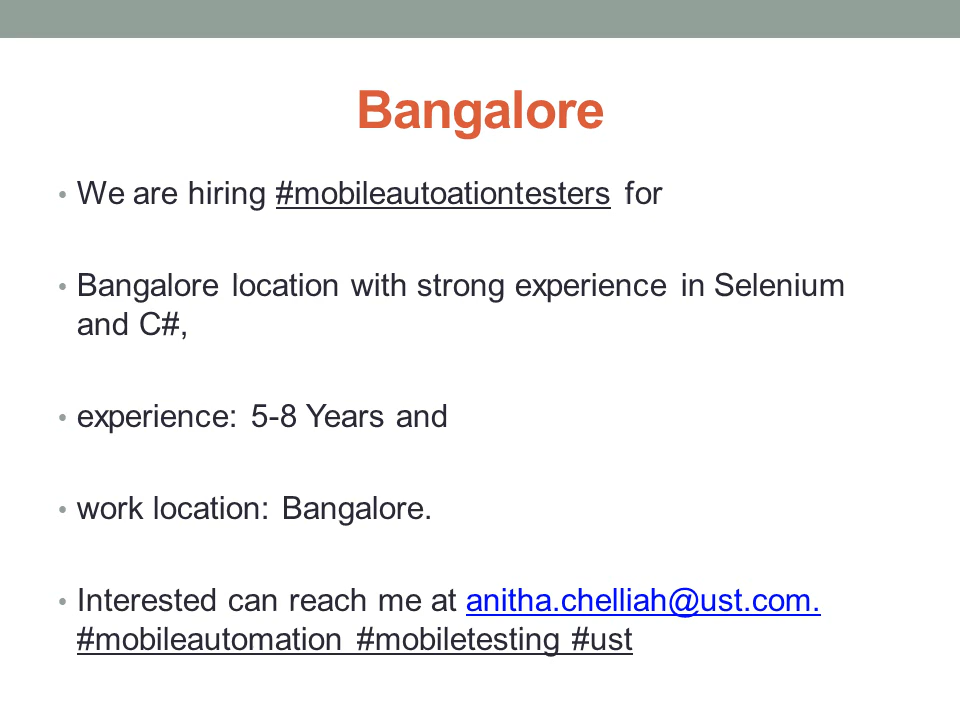 Bangalore
• We are hiring #mobileautoationtesters for
• Bangalore location with strong experience in Selenium
and C#,
• experience: 5-8 Years and
• work location: Bangalore.
• Interested can reach me at anitha.chelliah@ust.com.
#mobileautomation #mobiletesting #ust